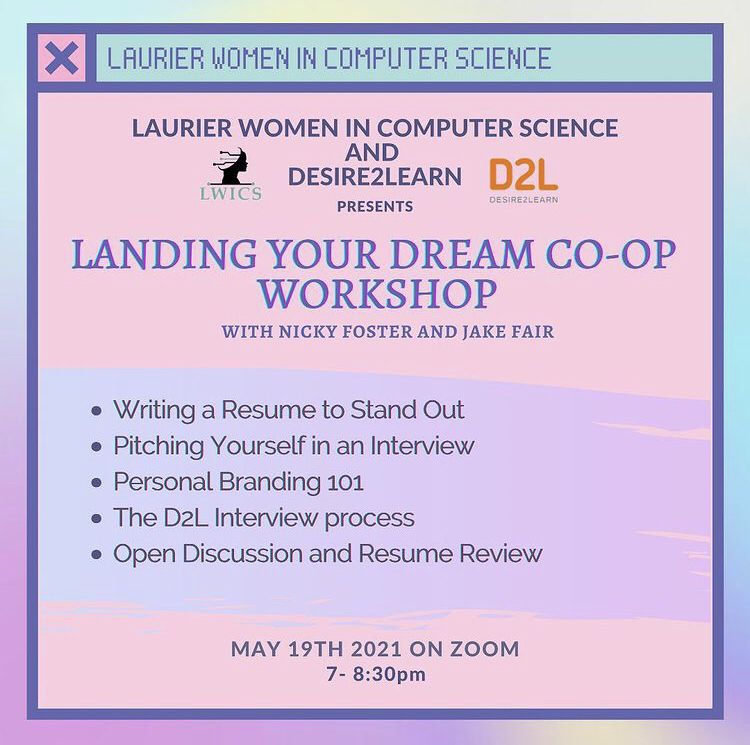 LAURIER WOMEN IN COMPUTER SCIENCE
LAURIER WOMEN IN COMPUTER SCIENCE
AND
DESIRE2LEARN
LWICS
D2L
DESIRE2LEARN
PRESENTS
LANDING YOUR DREAM CO-OP
WORKSHOP
WITH NICKY FOSTER AND JAKE FAIR
• Writing a Resume to Stand Out
• Pitching Yourself in an Interview
• Personal Branding 101
• The D2L Interview process
• Open Discussion and Resume Review
MAY 19TH 2021 ON ZOOM
7- 8:30pm